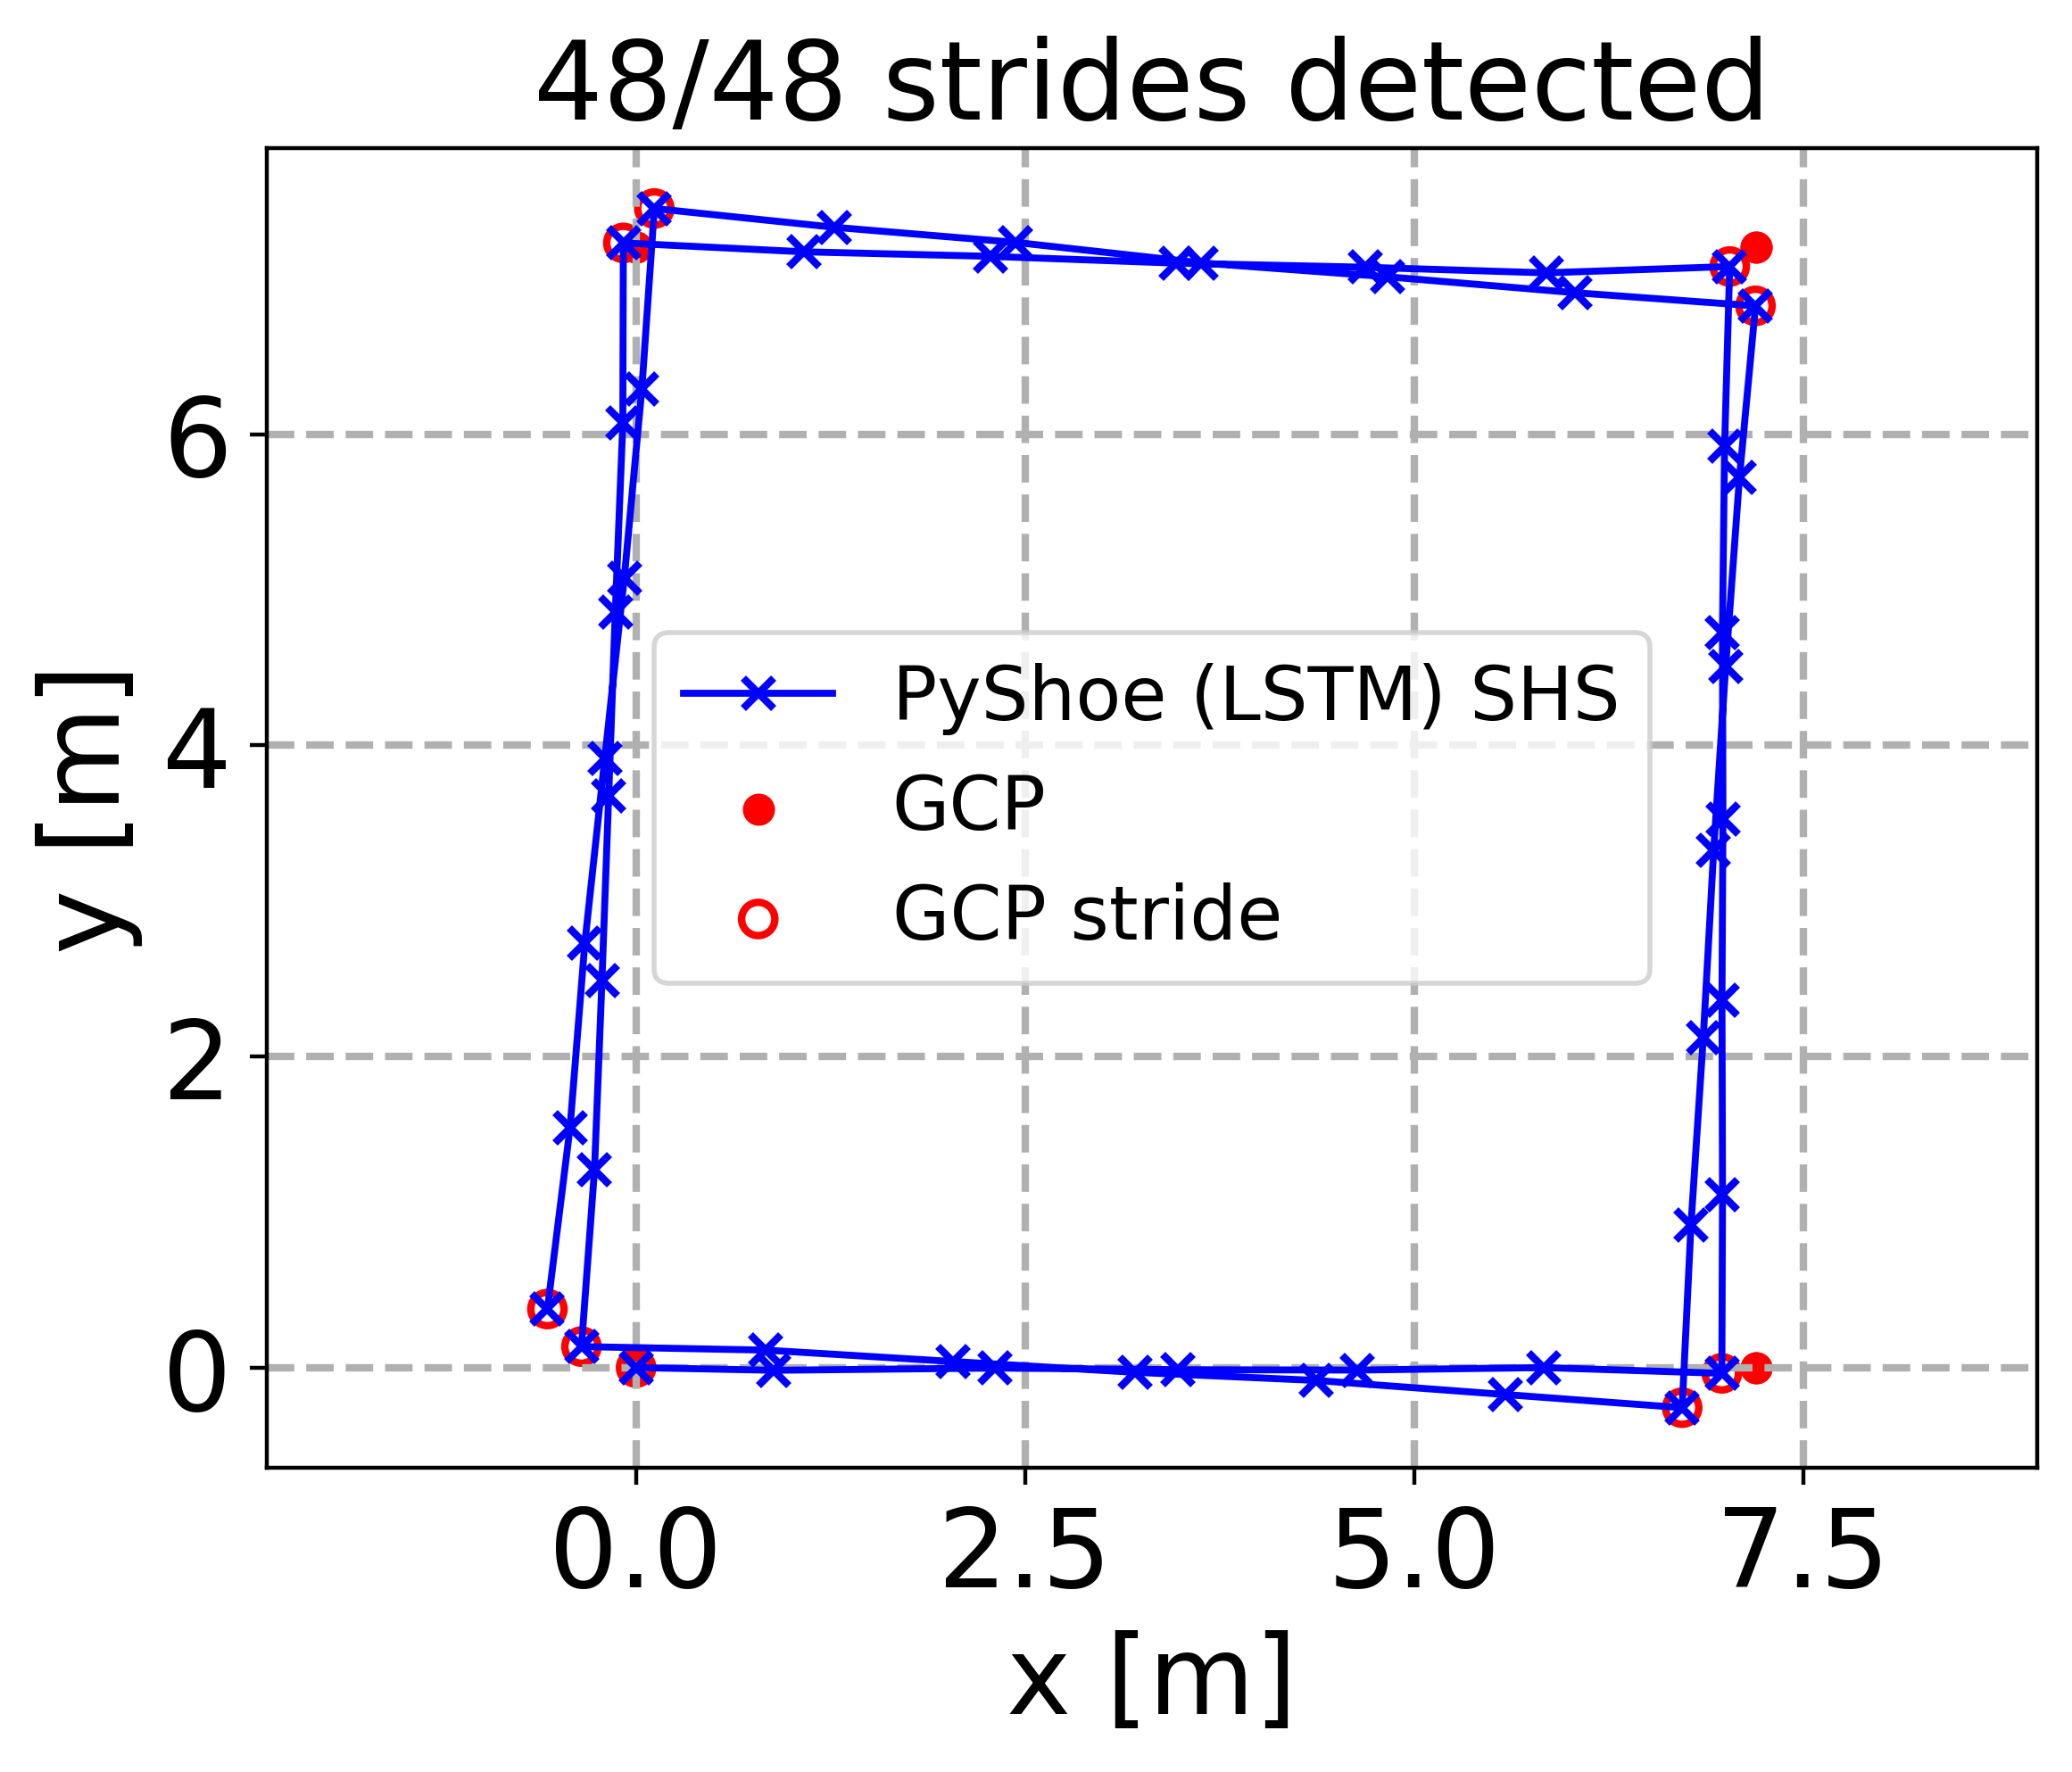 48/48 strides detected
y [m]
6
4
2
0
PyShoe (LSTM) SHS
GCP
GCP stride
0.0 2.5 5.0 7.5
x [m]